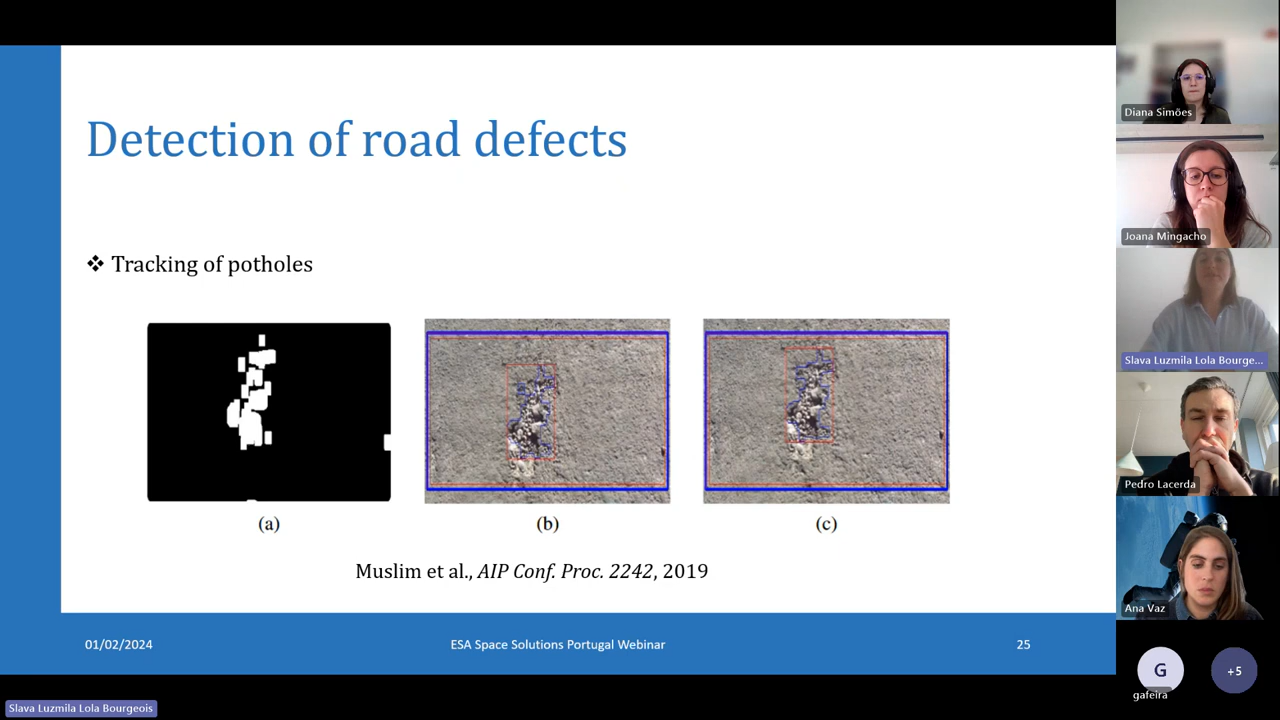 Detection of road defects
❖ Tracking of potholes
(a)
(b)
(c)
Muslim et al., AIP Conf. Proc. 2242, 2019
01/02/2024
ESA Space Solutions Portugal Webinar
25
Slava Luzmila Lola Bourgeois
Diana Simões
Joana Mingacho
Slava Luzmila Lola Bourge...
Pedro Lacerda
Ana Vaz
G
gafeira
+5